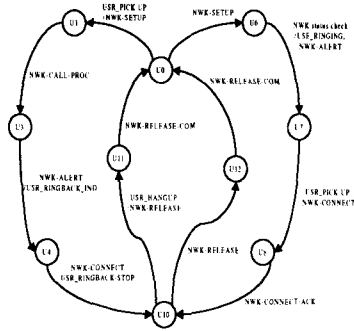 USR_PICK UP
/NWK-SETUP
U1
NWK-SETUP
U6
NWK status check
/USE_RINGING,
NWK-ALERT
U0
NWK-CALL-PROC
NWK-RELEASE-COM
NWK-RELEASE-COM
U3
U7
U11
U12
NWK-ALERT
/USR_RINGBACK_IND
USR_HANGUP
NWK-RELEASE
USR_PICK UP
NWK-CONNECT
U4
NWK-CONNECT
USR_RINGBACK-STOP
NWK-RELEASE
U8
NWK-CONNECT-ACK
U10